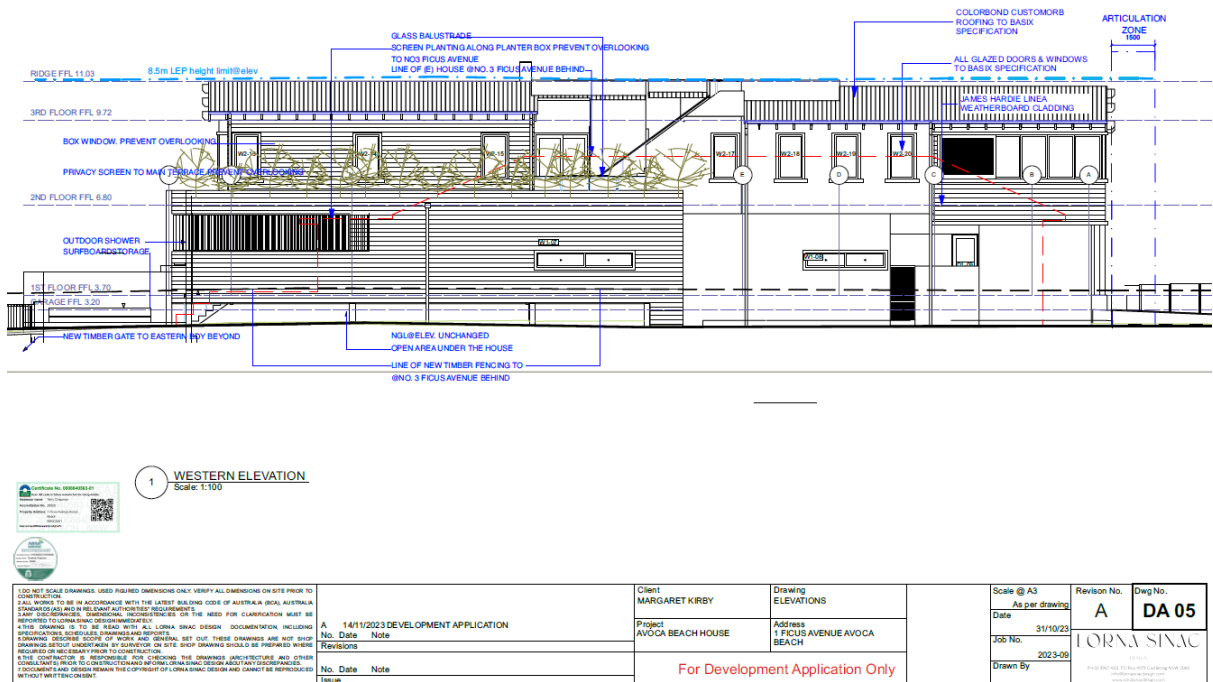 COLORBOND CUSTOMORB
ROOFING TO BASIX
SPECIFICATION
ARTICULATION
ZONE
1500
GLASS BALUSTRADE
SCREEN PLANTING ALONG PLANTER BOX PREVENT OVERLOOKING
TO NO3 FICUS AVENUE
LINE OF (E) HOUSE @NO. 3 FICUS AVENUE BEHIND
ALL GLAZED DOORS & WINDOWS
TO BASIX SPECIFICATION
RIDGE FFL 11.03
8.5m LEP height limit@elev
JAMES HARDIE LINEA
WEATHERBOARD CLADDING
3RD FLOOR FFL 9.72
BOX WINDOW. PREVENT OVERLOOKING
W2-15
W2-17
W2-18
W2-19
W2-20
PRIVACY SCREEN TO MAIN TERRACE PREVENT OVERLOOKING
E
D
C
B
A
2ND FLOOR FFL 6.80
OUTDOOR SHOWER
SURFBOARDSTORAGE
W1-07
W1-08
1ST FLOOR FFL 3.70
GARAGE FFL 3.20
NEW TIMBER GATE TO EASTERN BDY BEYOND
NGL@ELEV. UNCHANGED
OPEN AREA UNDER THE HOUSE
LINE OF NEW TIMBER FENCING TO
@NO. 3 FICUS AVENUE BEHIND
1
WESTERN ELEVATION
Scale: 1:100
1.DO NOT SCALE DRAWINGS. USED FIGURED DIMENSIONS ONLY. VERIFY ALL DIMENSIONS ON SITE PRIOR TO
CONSTRUCTION.
2.ALL WORKS TO BE IN ACCORDANCE WITH THE LATEST BUILDING CODE OF AUSTRALIA (BCA), AUSTRALIA
STANDARDS(AS) AND IN RELEVANT AUTHORITIES' REQUIREMENTS.
3.ANY DISCREPANCIES, DIMENSIONAL INCONSISTENCIES OR THE NEED FOR CLARIFICATION MUST BE
REPORTED TO LORNA SINAC DESIGN IMMEDIATELY.
4.THIS DRAWING IS TO BE READ WITH ALL LORNA SINAC DESIGN DOCUMENTATION, INCLUDING
SPECIFICATIONS, SCHEDULES, DRAWINGS AND REPORTS.
5.DRAWING DESCRIBE SCOPE OF WORK AND GENERAL SET OUT. THESE DRAWINGS ARE NOT SHOP
DRAWINGS.SETOUT UNDERTAKEN BY SURVEYOR ON SITE. SHOP DRAWING SHOULD BE PREPARED WHERE
REQUIRED OR NECESSARY PRIOR TO CONSTRUCTION.
6.THE CONTRACTOR IS RESPONSIBLE FOR CHECKING THE DRAWINGS (ARCHITECTURE AND OTHER
CONSULTANTS) PRIOR TO CONSTRUCTION AND INFORM LORNA SINAC DESIGN ABOUT ANY DISCREPANCIES.
7.DOCUMENTS AND DESIGN REMAIN THE COPYRIGHT OF LORNA SINAC DESIGN AND CANNOT BE REPRODUCED
WITHOUT WRITTEN CONSENT.
A 14/11/2023 DEVELOPMENT APPLICATION
No. Date Note
Revisions
No. Date Note
Issue
Client
MARGARET KIRBY
Project
AVOCA BEACH HOUSE
Drawing
ELEVATIONS
Address
1 FICUS AVENUE AVOCA
BEACH
For Development Application Only
Scale @ A3
As per drawing
Date
31/10/23
Job No.
2023-09
Drawn By
Revison No.
A
Dwg No.
DA 05
LORNA SINAC